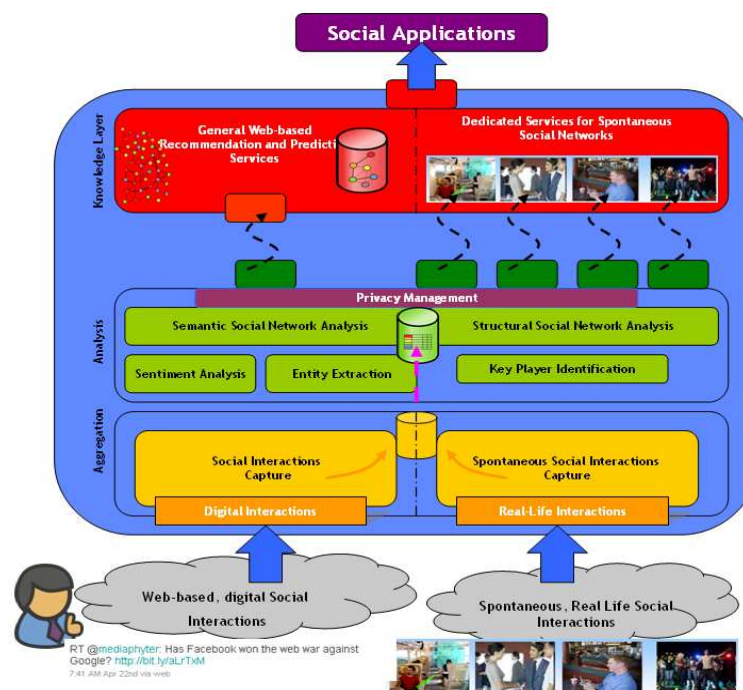 Social Applications
Knowledge Layer
General Web-based
Recommendation and Predicti
Services
Dedicated Services for Spontaneous
Social Networks
Analysis
Privacy Management
Semantic Social Network Analysis
Structural Social Network Analysis
Sentiment Analysis
Entity Extraction
Key Player Identification
Aggregation
Social Interactions
Capture
Spontaneous Social Interactions
Capture
Digital Interactions
Real-Life Interactions
Web-based, digital Social
Interactions
Spontaneous, Real Life Social
Interactions
RT @mediaphyter: Has Facebook won the web war against
Google? http://bit.ly/aLrTxM
7:41 AM Apr 22nd via web